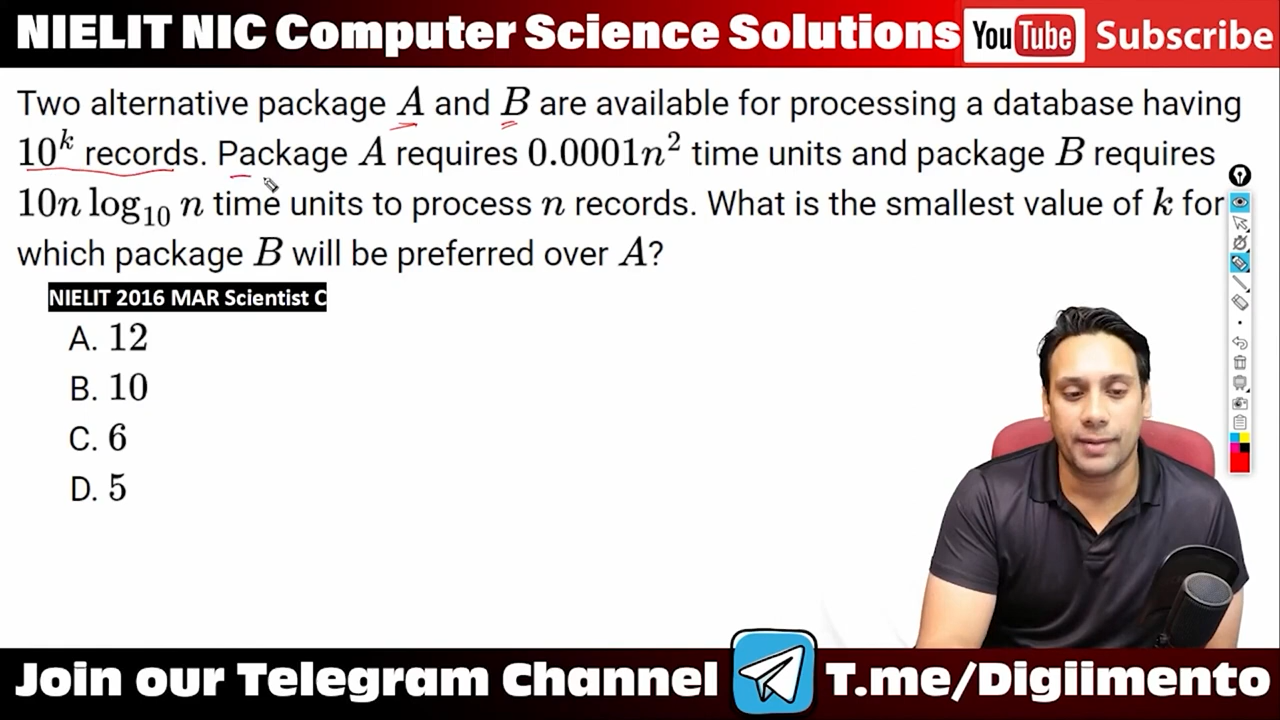 NIELIT NIC Computer Science Solutions YouTube Subscribe
Two alternative package A and B are available for processing a database having
10^k records. Package A requires 0.0001n² time units and package B requires
10n log₁₀ n time units to process n records. What is the smallest value of k for
which package B will be preferred over A?
NIELIT 2016 MAR Scientist C
A. 12
B. 10
C. 6
D. 5
Join our Telegram Channel T.me/Digiimento